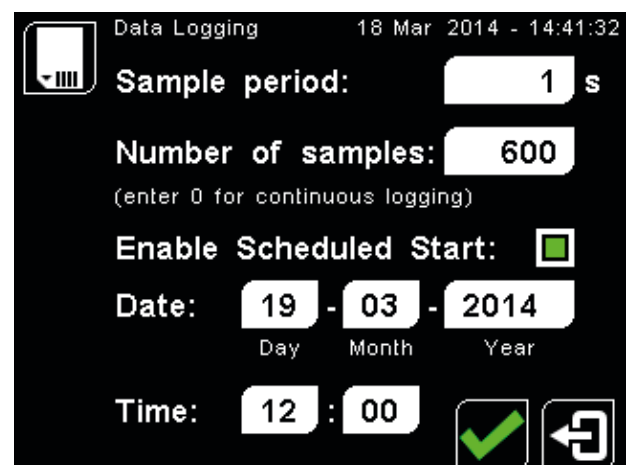 Data Logging 18 Mar 2014 - 14:41:32
Sample period: 1 s
Number of samples: 600
(enter 0 for continuous logging)
Enable Scheduled Start:
Date: 19 - 03 - 2014
Day Month Year
Time: 12 : 00